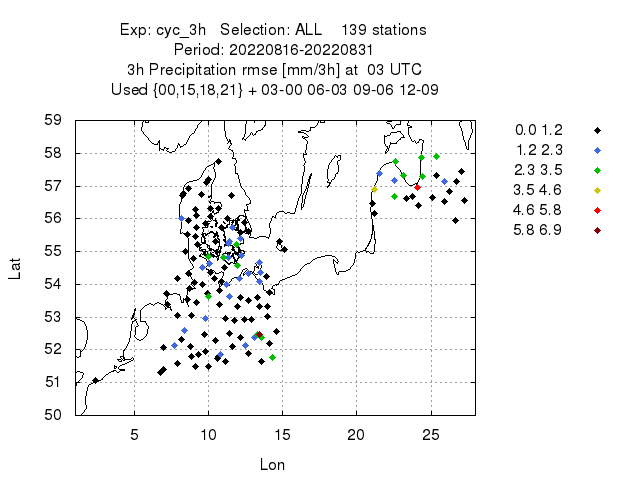 Exp: cyc_3h Selection: ALL 139 stations
Period: 20220816-20220831
3h Precipitation rmse [mm/3h] at 03 UTC
Used {00,15,18,21} + 03-00 06-03 09-06 12-09
59
58
57
56
55
54
53
52
51
50
Lat
5 10 15 20 25
Lon
0.0 1.2
1.2 2.3
2.3 3.5
3.5 4.6
4.6 5.8
5.8 6.9